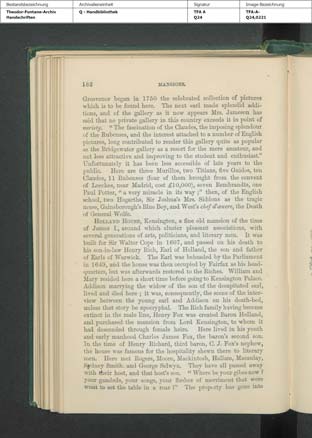 Bestandsbezeichnung Archivalieneinheit Signatur Image-Bezeichnung
Theodor-Fontane-Archiv Q - Handbibliothek TFA A TFA-A-
Handschriften Q24 Q24,0221
182 MANSIONS.
Grosvenor began in 1750 the celebrated collection of pictures
which is to be found here. The next earl made splendid addi-
tions, and of the gallery as it now appears Mrs. Jameson has
said that no private gallery in this country exceeds it in point of
variety. "The fascination of the Claudes, the imposing splendour
of the Rubenses, and the interest attached to a number of English
pictures, long contributed to render this gallery quite as popular
as the Bridgewater gallery as a resort for the mere amateur, and
not less attractive and improving to the student and enthusiast."
Unfortunately it has been less accessible of late years to the
public. Here are three Murillos, two Titians, five Guidos, ten
Claudes, 11 Rubenses (four of them brought from the convent
of Loeches, near Madrid, cost £10,000), seven Rembrandts, one
Paul Potter, "a very miracle in its way;" then, of the English
school, two Hogarths, Sir Joshua's Mrs. Siddons as the tragic
muse, Gainsborough's Blue Boy, and West's chef d'œuvre, the Death
of General Wolfe.
HOLLAND HOUSE, Kensington, a fine old mansion of the time
of James I., around which cluster pleasant associations, with
several generations of arts, politicians, and literary men. It was
built for Sir Walter Cope in 1607, and passed on his death to
his son-in-law Henry Rich, Earl of Holland, the son and father
of Earls of Warwick. The Earl was beheaded by the Parliament
in 1649, and the house was then occupied by Fairfax as his head-
quarters, but was afterwards restored to the Riches. William and
Mary resided here a short time before going to Kensington Palace.
Addison marrying the widow of the son of the decapitated earl,
lived and died here; it was, consequently, the scene of the inter-
view between the young earl and Addison on his death-bed,
unless that story be apocryphal. The Rich family having become
extinct in the male line, Henry Fox was created Baron Holland,
and purchased the mansion from Lord Kensington, to whom it
had descended through female heirs. Here lived in his youth
and early manhood Charles James Fox, the baron's second son.
In the time of Henry Richard, third baron, C. J. Fox's nephew,
the house was famous for the hospitality shown there to literary
men. Here met Rogers, Moore, Mackintosh, Hallam, Macaulay,
Sydney Smith. and George Selwyn. They have all passed away
with their host, and that host's son. "Where be your gibes now?
your gambols, your songs, your flashes of merriment that were
wont to set the table in a roar?" The property has gone into